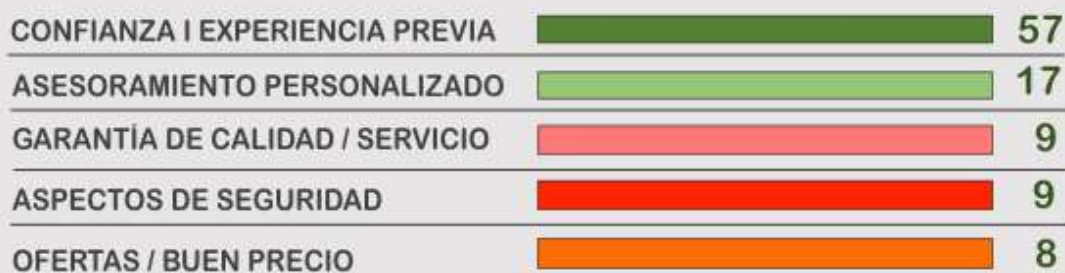 CONFIANZA I EXPERIENCIA PREVIA 57
ASESORAMIENTO PERSONALIZADO 17
GARANTÍA DE CALIDAD / SERVICIO 9
ASPECTOS DE SEGURIDAD 9
OFERTAS / BUEN PRECIO 8